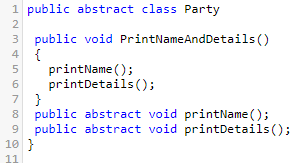 1 public abstract class Party
2
3 public void PrintNameAndDetails()
4 {
5 printName();
6 printDetails();
7 }
8 public abstract void printName();
9 public abstract void printDetails();
10 }
11